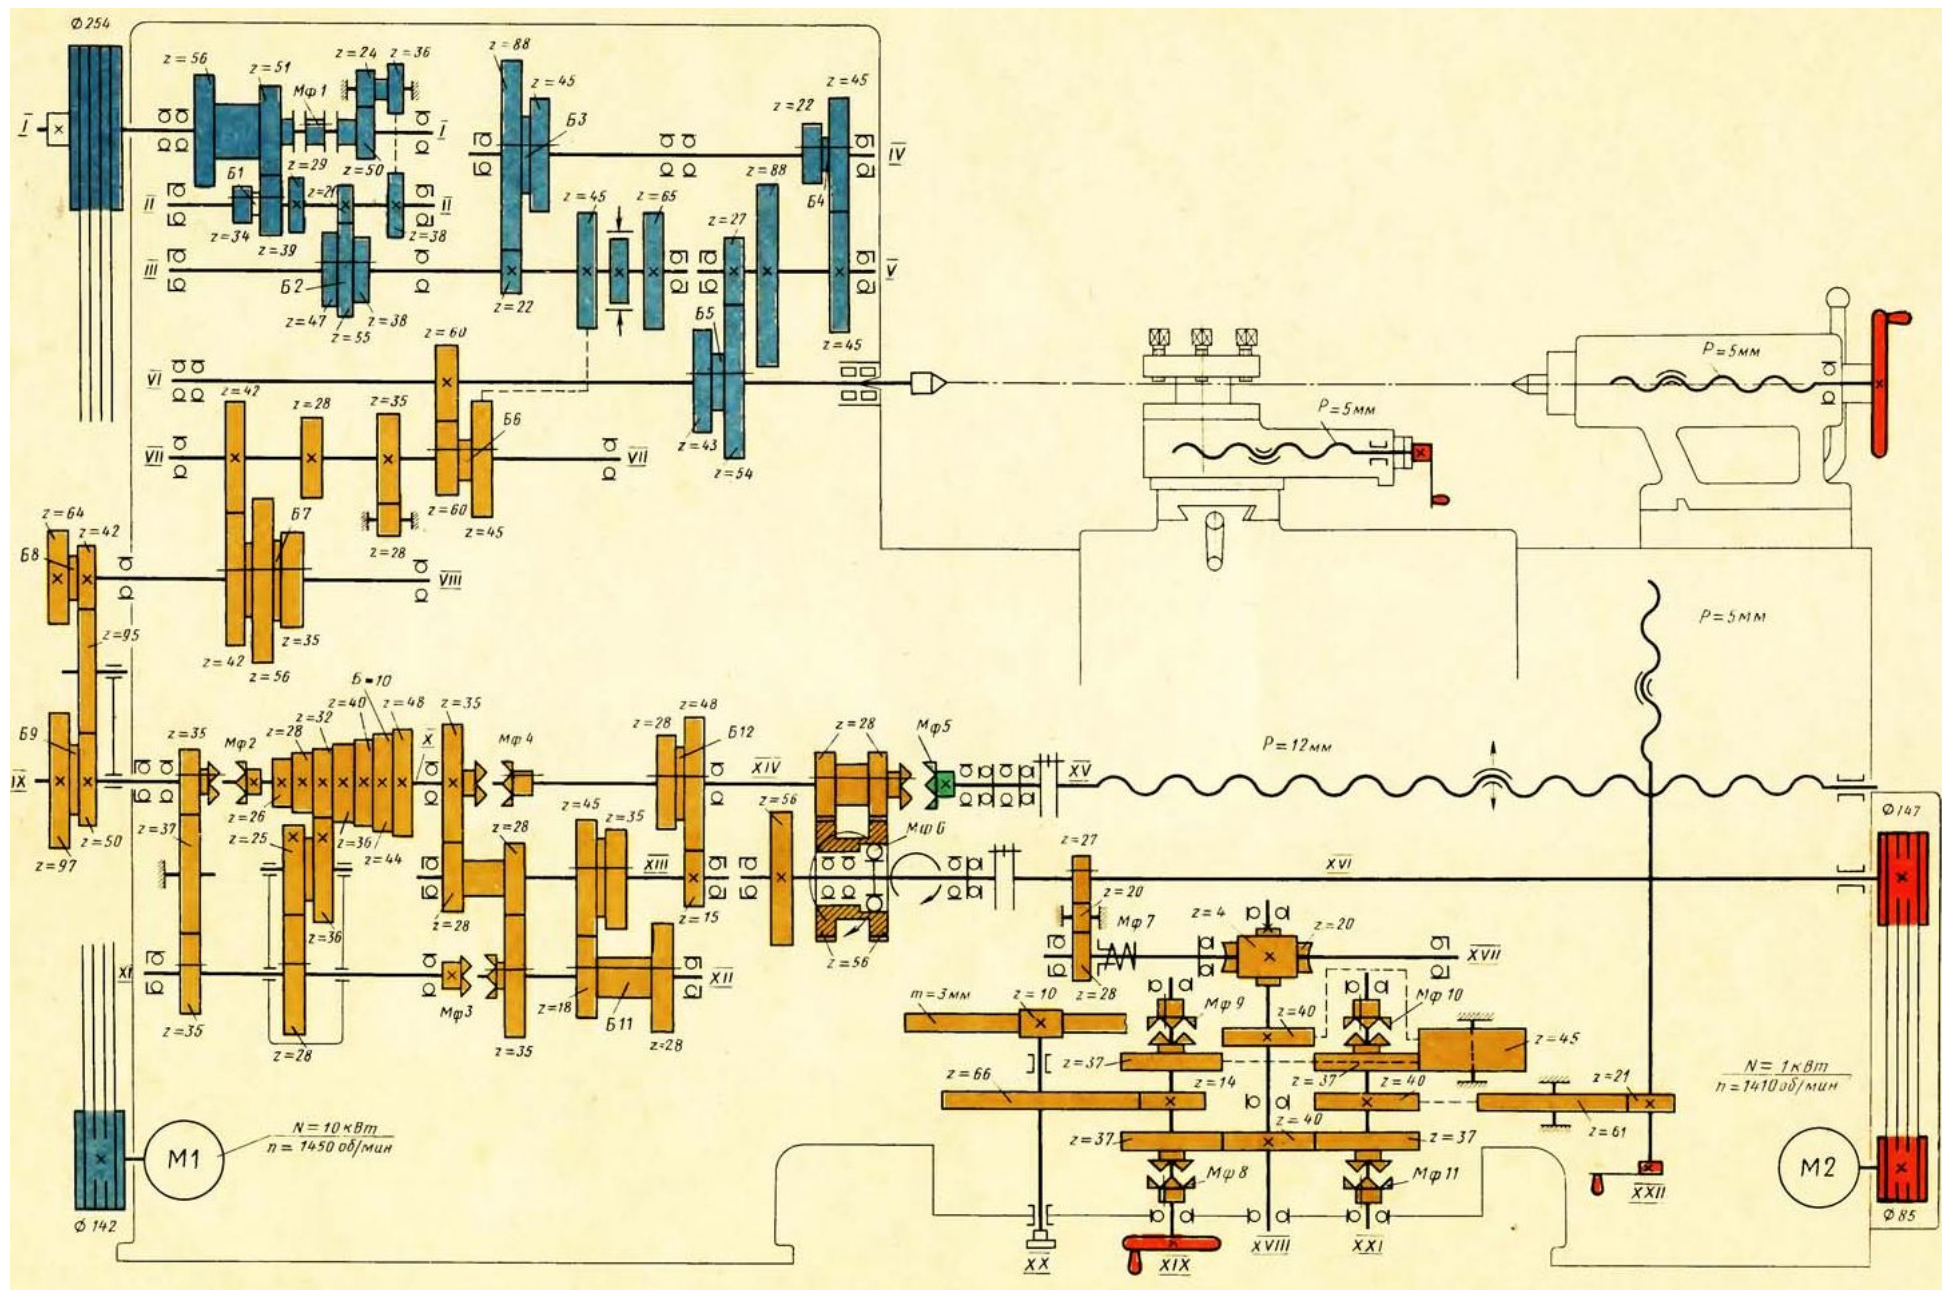 Ø254
z=56
z=51
Мф1
z=24
z=36
z=88
z=45
z=45
z=22
Б3
I
I
IV
z=29
z=50
Б1
z=21
z=88
Б4
II
II
z=45
z=65
z=34
z=39
z=38
z=27
III
V
Б2
z=47
z=55
z=38
z=22
Б5
z=60
z=45
P=5мм
VI
z=42
z=28
z=35
Б6
P=5мм
VII
VII
z=43
z=54
z=60
z=45
z=64
z=42
Б7
z=28
Б8
VIII
P=5мм
z=95
z=35
z=42
z=56
Б=10
z=40
z=48
z=35
z=48
z=32
z=28
z=28
z=28
Б9
z=35
Мф2
X
Мф4
Б12
XIV
Мф5
P=12мм
IX
XV
z=26
z=37
z=25
z=36
z=44
z=28
z=45
z=35
z=56
Мф6
Ø147
z=97
z=50
z=27
XIII
XVI
z=36
z=28
z=15
z=20
Мф7
z=4
z=20
z=56
XI
XII
XVII
z=28
m=3мм
z=10
Мф9
Мф10
z=35
Мф3
z=18
Б11
z=28
z=35
z=28
z=40
z=45
z=37
z=37
z=66
z=14
z=40
z=21
N=1кВт
n=1410об/мин
z=40
z=37
z=37
z=61
N=10кВт
n=1450об/мин
M1
M2
Мф8
Мф11
XXII
Ø142
Ø85
XX
XIX
XVIII
XXI